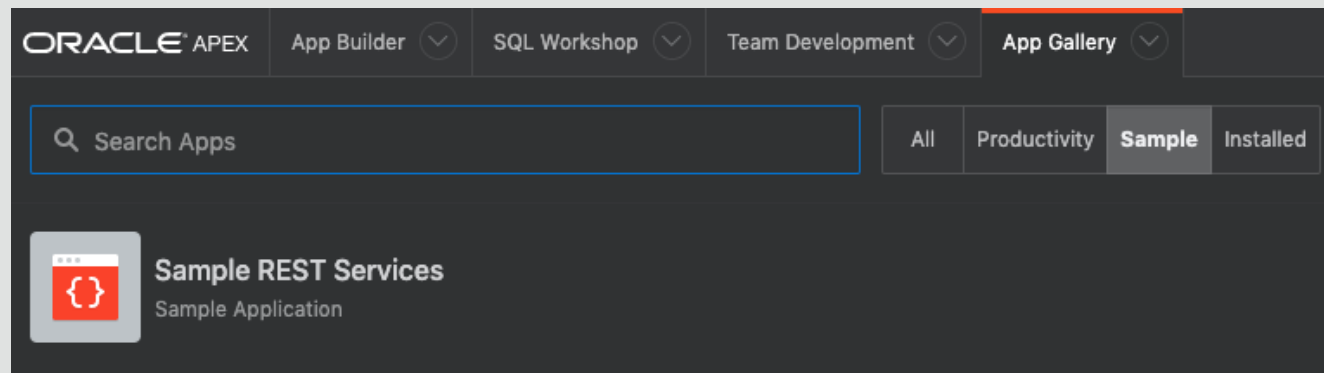 ORACLE APEX App Builder SQL Workshop Team Development App Gallery
Search Apps All Productivity Sample Installed
{} Sample REST Services
Sample Application